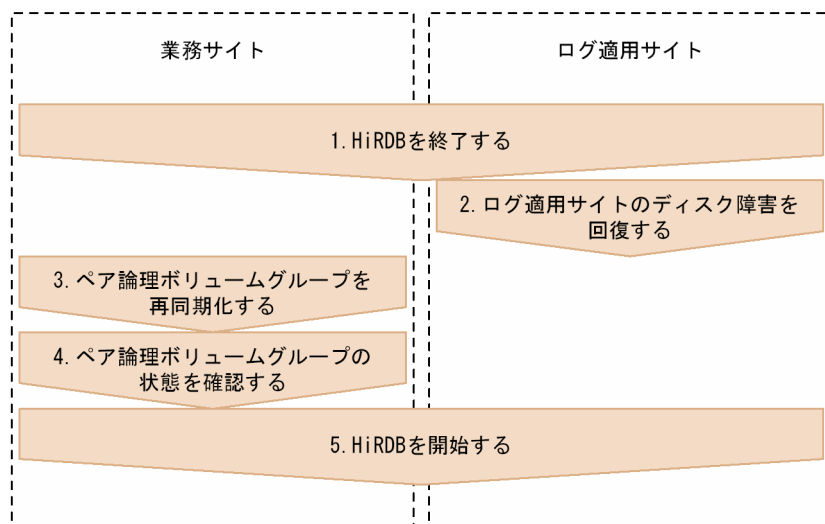 業務サイト
ログ適用サイト
1. HiRDBを終了する
2. ログ適用サイトのディスク障害を
回復する
3. ペア論理ボリュームグループを
再同期化する
4. ペア論理ボリュームグループの
状態を確認する
5. HiRDBを開始する